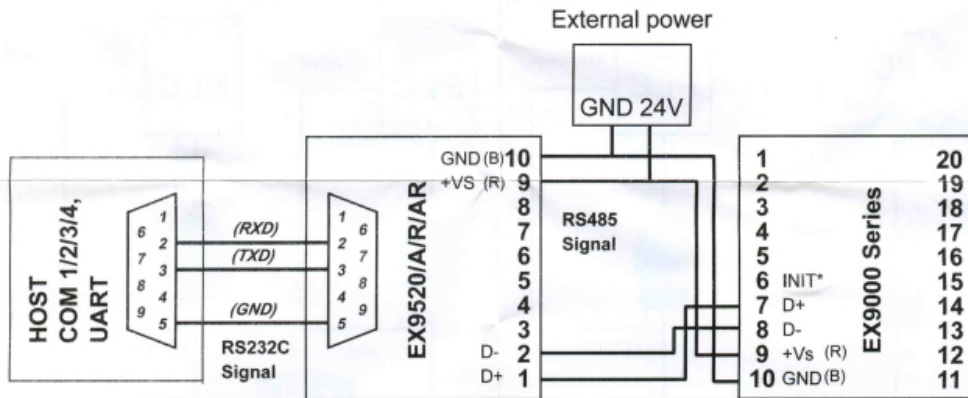 External power
GND 24V
HOST
COM 1/2/3/4,
UART
1
2
3
4
5
6
7
8
9
(RXD)
(TXD)
(GND)
RS232C
Signal
1
2
3
4
5
6
7
8
9
EX9520/A/R/AR
GND (B) 10
+VS (R) 9
8
7
6
5
4
3
D- 2
D+ 1
RS485
Signal
1
2
3
4
5
6 INIT*
7 D+
8 D-
9 +Vs (R)
10 GND (B)
EX9000 Series
20
19
18
17
16
15
14
13
12
11